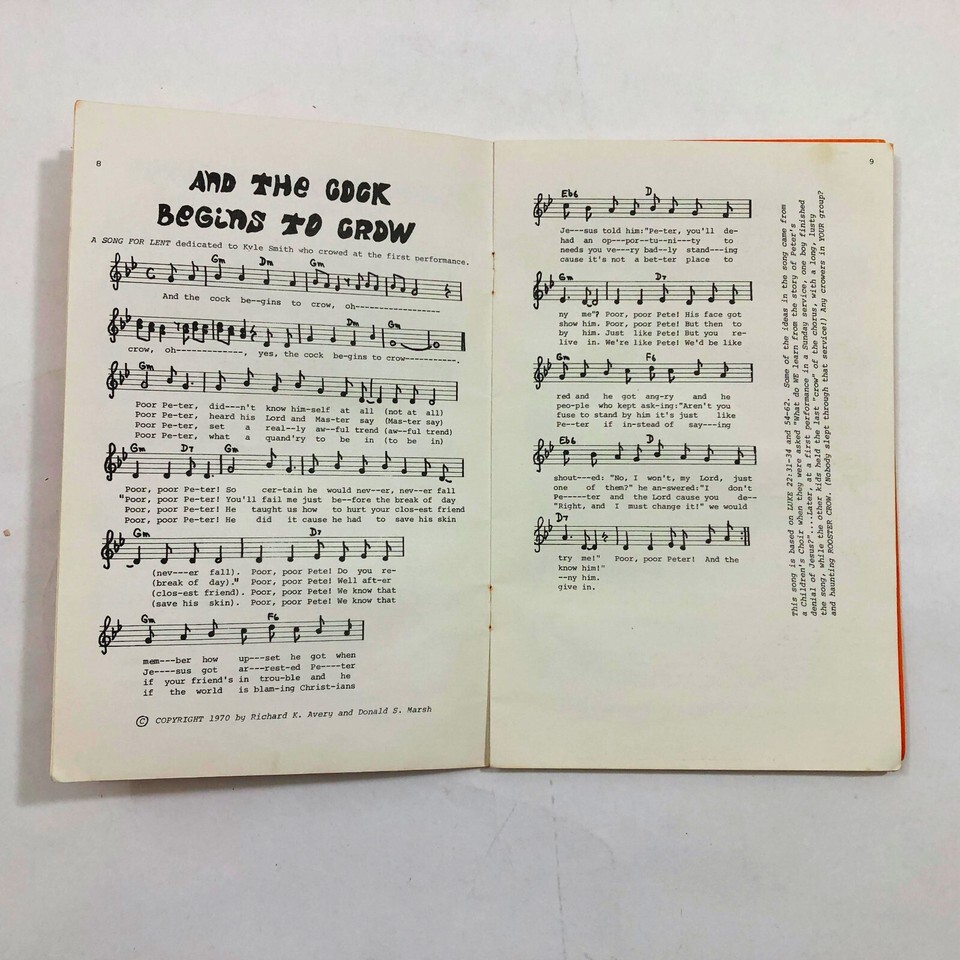 8
AND THE COCK
BEGINS TO CROW
A SONG FOR LENT dedicated to Kyle Smith who crowed at the first performance.
Gm Dm Gm
And the cock be--gins to crow, oh-----------------
Dm Gm
crow, oh-------------, yes, the cock be-gins to crow----------.
Gm
Poor Pe-ter, did---n't know him-self at all (not at all)
Poor Pe-ter, heard his Lord and Mas-ter say (Mas-ter say)
Poor Pe-ter, set a real--ly aw-ful trend (aw-ful trend)
Poor Pe-ter, what a quand'ry to be in (to be in)
Gm D7 Gm
Poor, poor Pe-ter! So cer-tain he would nev--er, nev--er fall
"Poor, poor Pe-ter! You'll fail me just be--fore the break of day
Poor, poor Pe-ter! He taught us how to hurt your clos-est friend
Poor, poor Pe-ter! He did it cause he had to save his skin
Gm D7
(nev---er fall). Poor, poor Pete! Do you re-
(break of day)." Poor, poor Pete! Well aft-er
(clos-est friend). Poor, poor Pete! We know that
(save his skin). Poor, poor Pete! We know that
Gm F6
mem---ber how up---set he got when
Je----sus got ar---rest-ed Pe----ter
if your friend's in trou-ble and he
if the world is blam-ing Christ-ians
© COPYRIGHT 1970 by Richard K. Avery and Donald S. Marsh
9
Eb6 D
Je---sus told him:"Pe-ter, you'll de-
had an op---por--tu--ni---ty to
needs you ve---ry bad--ly stand---ing
cause it's not a bet-ter place to
Gm D7
ny me"? Poor, poor Pete! His face got
show him. Poor, poor Pete! But then to
by him. Just like Pete! But you re-
live in. We're like Pete! We'd be like
Gm F6
red and he got ang-ry and he
peo-ple who kept ask-ing:"Aren't you
fuse to stand by him it's just like
Pe--ter if in-stead of say---ing
Eb6 D
shout---ed: "No, I won't, my Lord, just
one of them?" he an-swered:"I don't
Pe-----ter and the Lord cause you de--
"Right, and I must change it!" we would
D7
try me!" Poor, poor Peter! And the
know him!"
--ny him.
give in.
This song is based on LUKE 22:31-34 and 54-62. Some of the ideas in the song came from
a Children's Choir when they were asked "What do WE learn from the story of Peter's
denial of Jesus?"....Later, at a first performance in a Sunday service, one boy finished
the song, while the other kids held the last "crow" of the chorus, with a long, lusty
and haunting ROOSTER CROW. (Nobody slept through that service!) Any crowers in YOUR group?